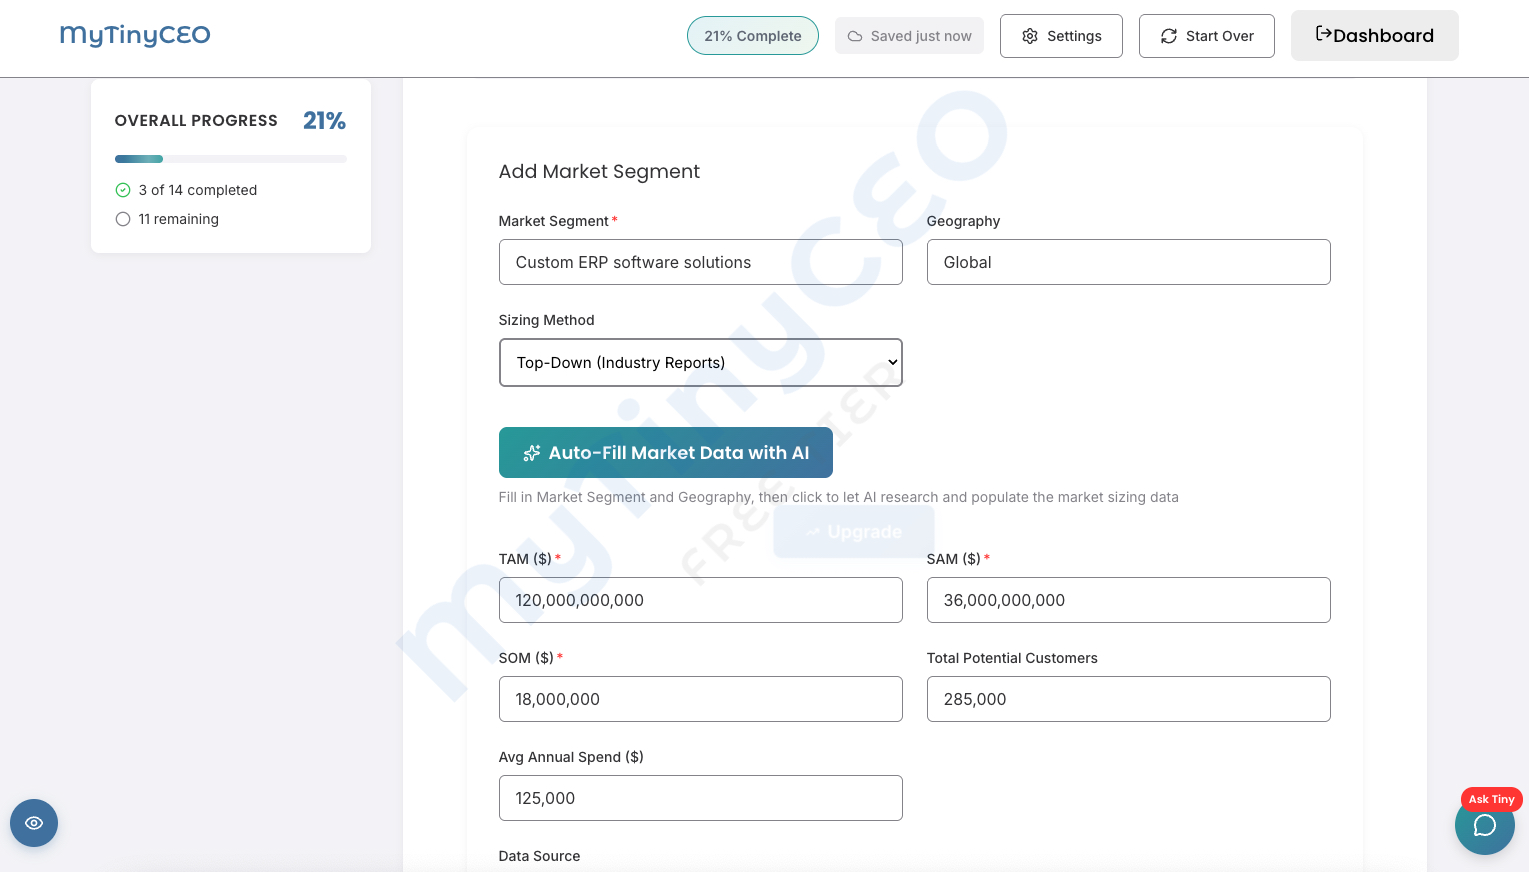 MyTinyCEO
21% Complete
Saved just now
Settings
Start Over
Dashboard
OVERALL PROGRESS 21%
3 of 14 completed
11 remaining
Add Market Segment
Market Segment*
Geography
Custom ERP software solutions
Global
Sizing Method
Top-Down (Industry Reports)
Auto-Fill Market Data with AI
Fill in Market Segment and Geography, then click to let AI research and populate the market sizing data
Upgrade
TAM ($)*
SAM ($)*
120,000,000,000
36,000,000,000
SOM ($)*
Total Potential Customers
18,000,000
285,000
Avg Annual Spend ($)
125,000
Data Source
Ask Tiny
MyTinyCEO
FREE TIER